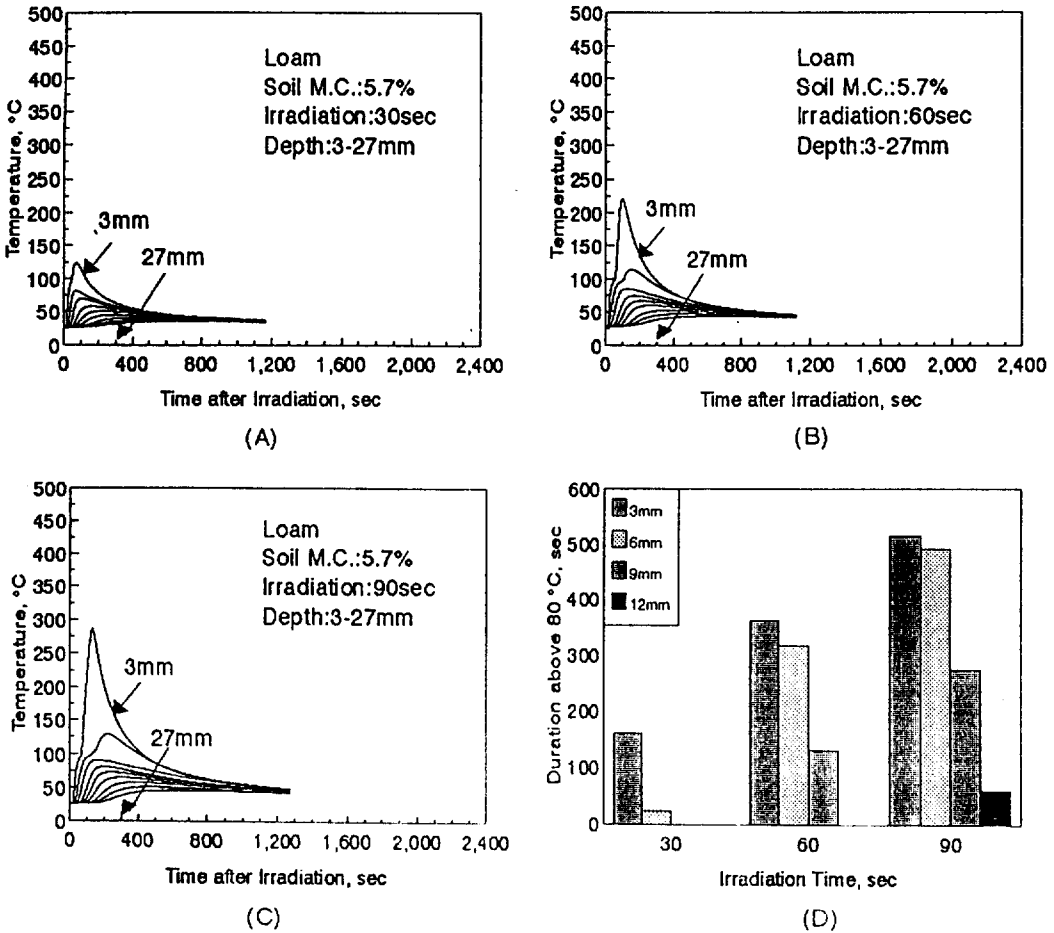 500
450
400
350
300
250
200
150
100
50
0
Temperature, °C
Loam
Soil M.C.:5.7%
Irradiation:30sec
Depth:3-27mm
3mm
27mm
0 400 800 1,200 1,600 2,000 2,400
Time after Irradiation, sec
(A)
500
450
400
350
300
250
200
150
100
50
0
Temperature, °C
Loam
Soil M.C.:5.7%
Irradiation:60sec
Depth:3-27mm
3mm
27mm
0 400 800 1,200 1,600 2,000 2,400
Time after Irradiation, sec
(B)
500
450
400
350
300
250
200
150
100
50
0
Temperature, °C
Loam
Soil M.C.:5.7%
Irradiation:90sec
Depth:3-27mm
3mm
27mm
0 400 800 1,200 1,600 2,000 2,400
Time after Irradiation, sec
(C)
600
500
400
300
200
100
0
Duration above 80 °C, sec
3mm
6mm
9mm
12mm
30 60 90
Irradiation Time, sec
(D)